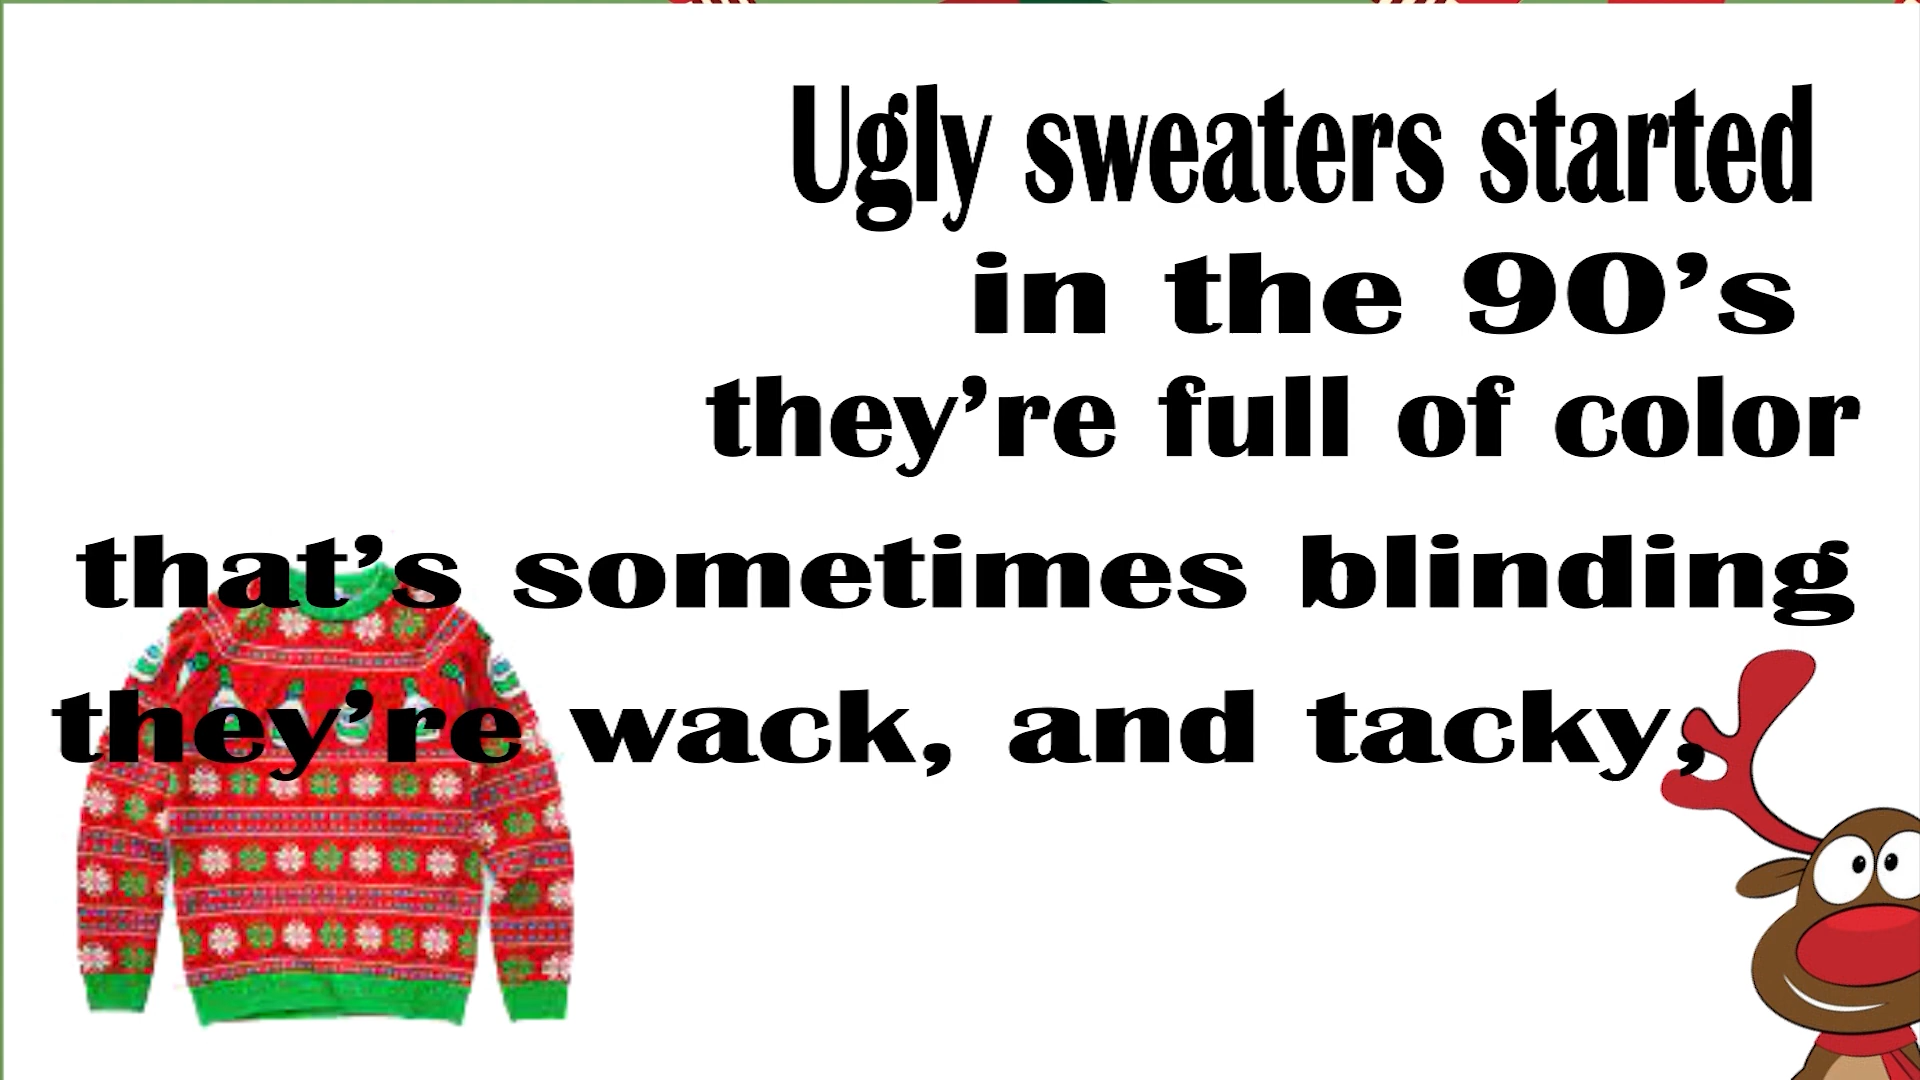 Ugly sweaters started
in the 90’s
they’re full of color
that’s sometimes blinding
they’re wack, and tacky,